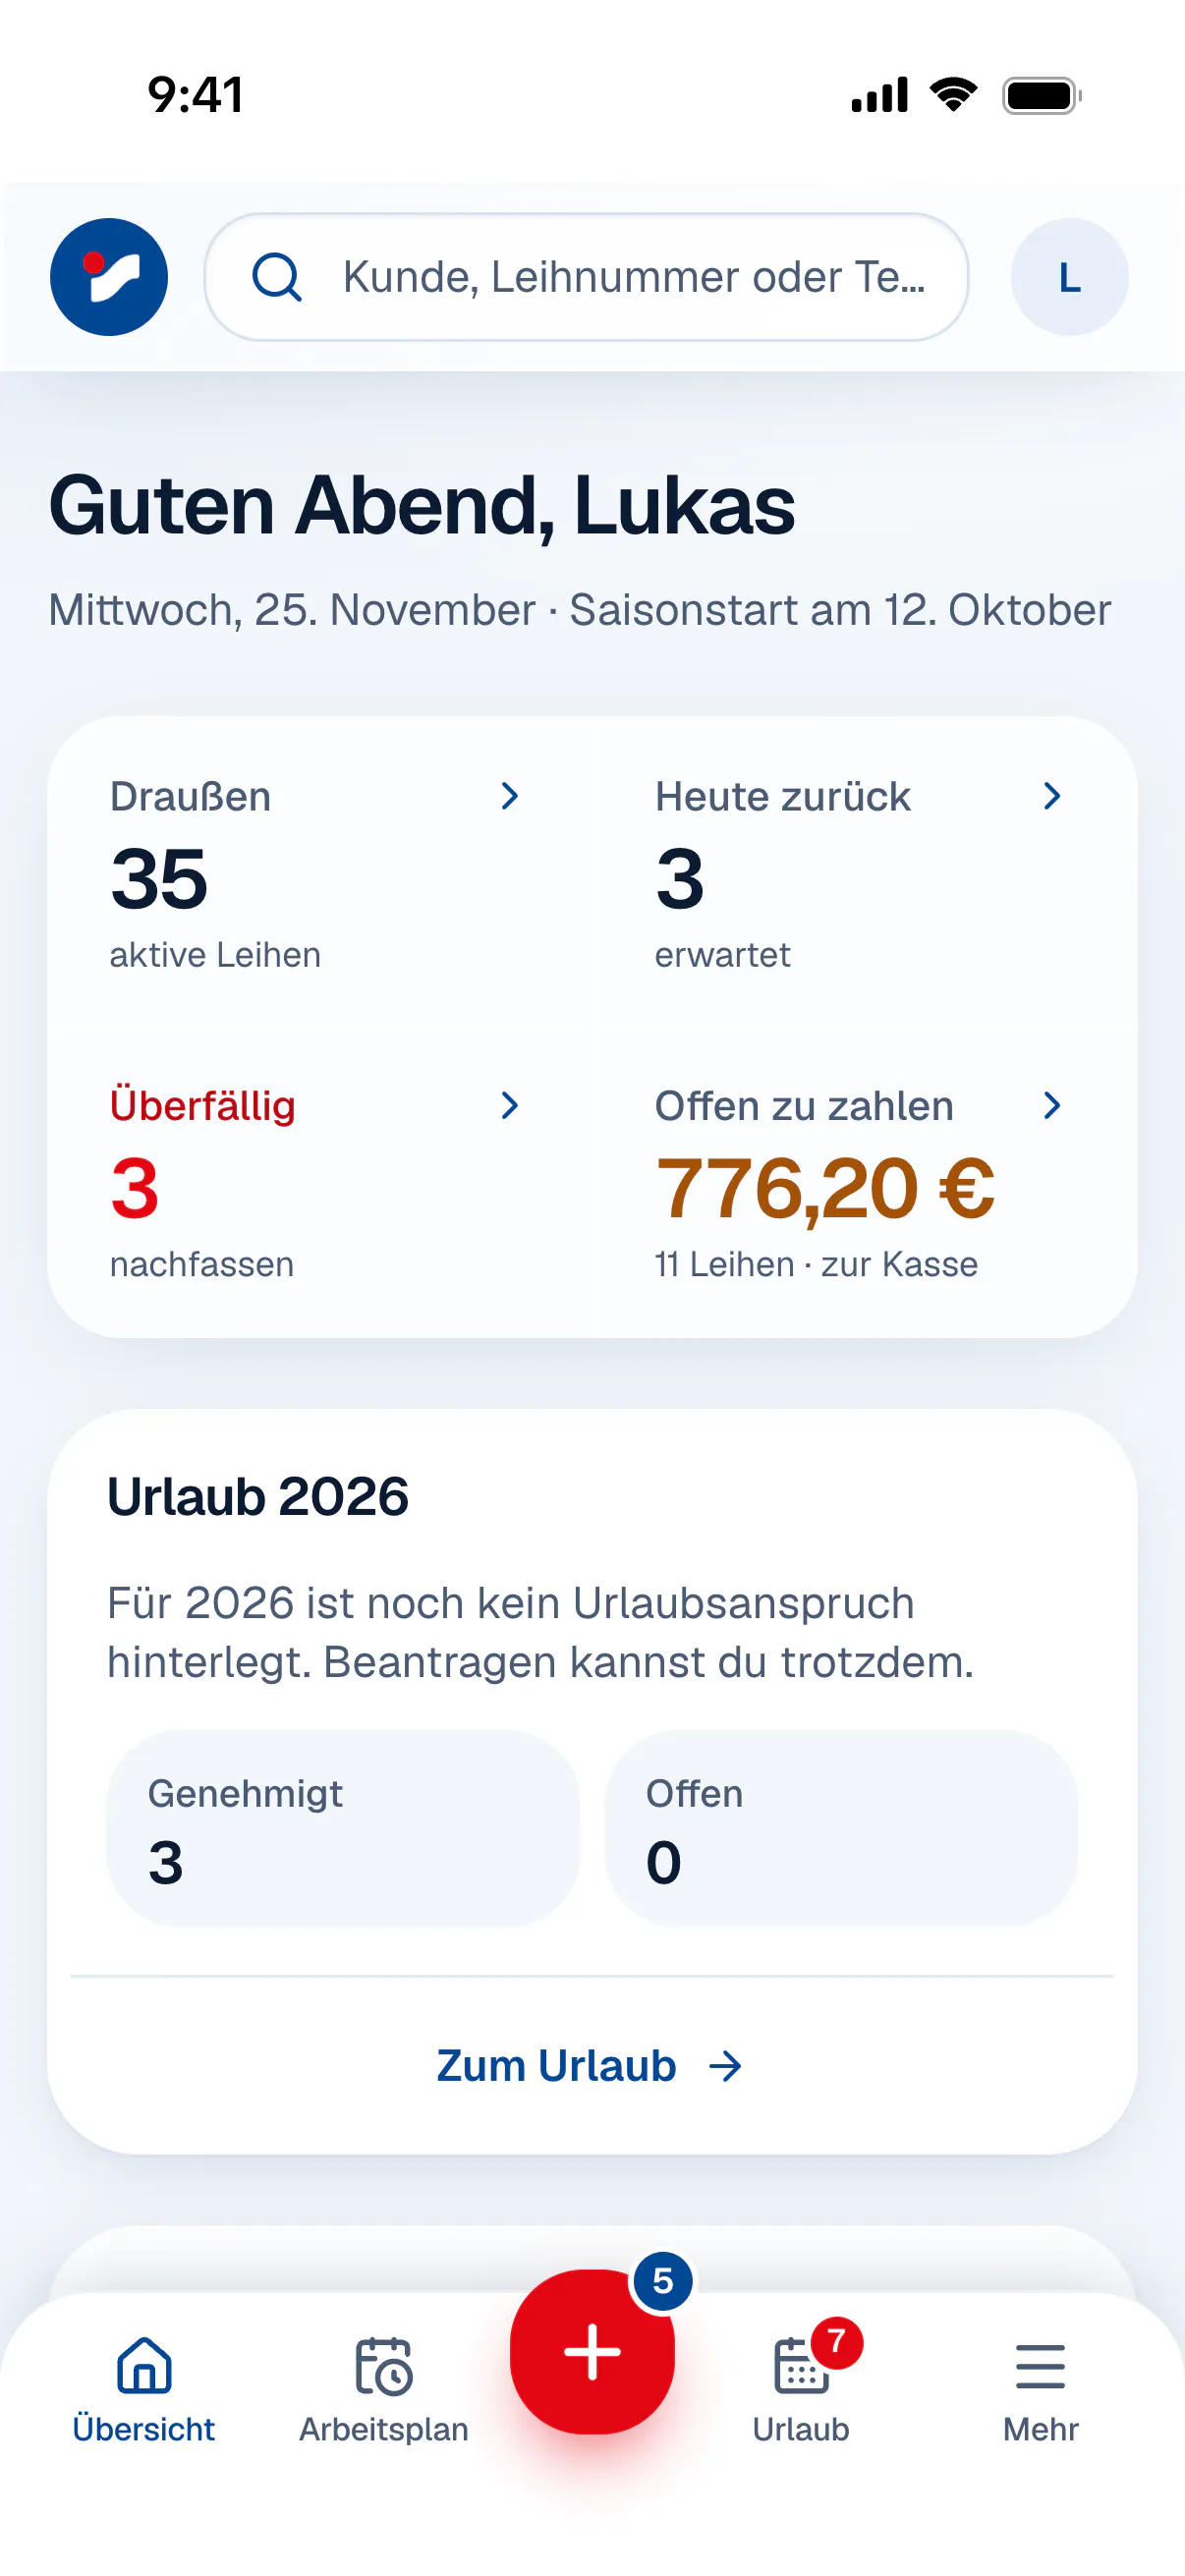 9:41
Kunde, Leihnummer oder Te...
L
Guten Abend, Lukas
Mittwoch, 25. November · Saisonstart am 12. Oktober
Draußen
35
aktive Leihen
Heute zurück
3
erwartet
Überfällig
3
nachfassen
Offen zu zahlen
776,20 €
11 Leihen · zur Kasse
Urlaub 2026
Für 2026 ist noch kein Urlaubsanspruch
hinterlegt. Beantragen kannst du trotzdem.
Genehmigt
3
Offen
0
Zum Urlaub
5
7
Übersicht
Arbeitsplan
Urlaub
Mehr